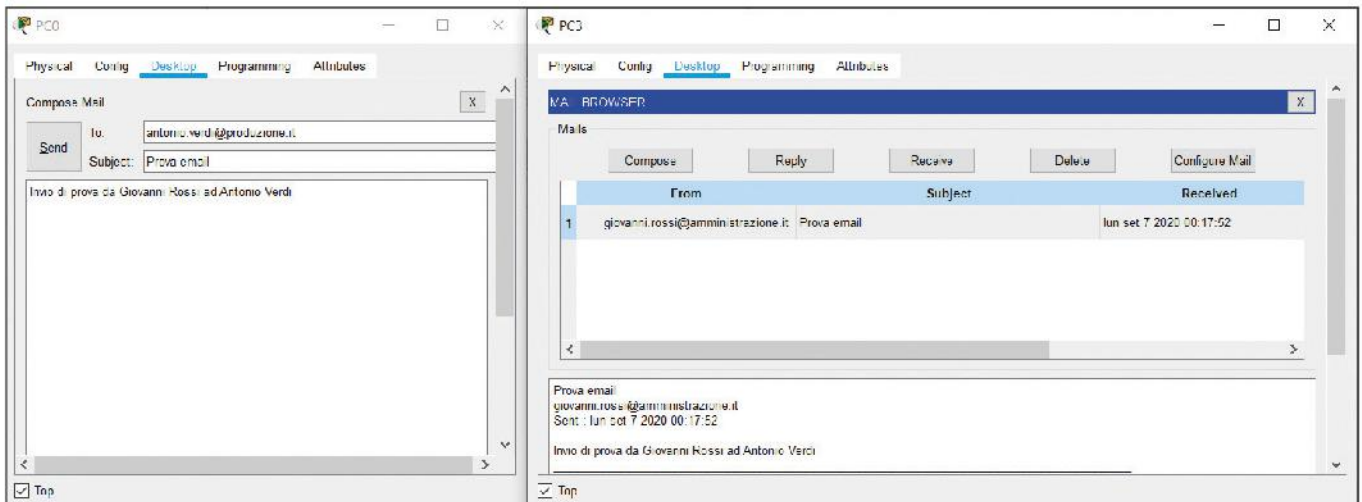 PC0
Physical Config Desktop Programming Attributes
Compose Mail X
Send
To: antonio.verdi@produzione.it
Subject: Prova email
Invio di prova da Giovanni Rossi ad Antonio Verdi
Top
PC3
Physical Config Desktop Programming Attributes
MAIL BROWSER X
Mails
Compose Reply Receive Delete Configure Mail
From Subject Received
1 giovanni.rossi@amministrazione.it Prova email lun set 7 2020 00:17:52
Prova email
giovanni.rossi@amministrazione.it
Sent : lun set 7 2020 00:17:52
Invio di prova da Giovanni Rossi ad Antonio Verdi
Top